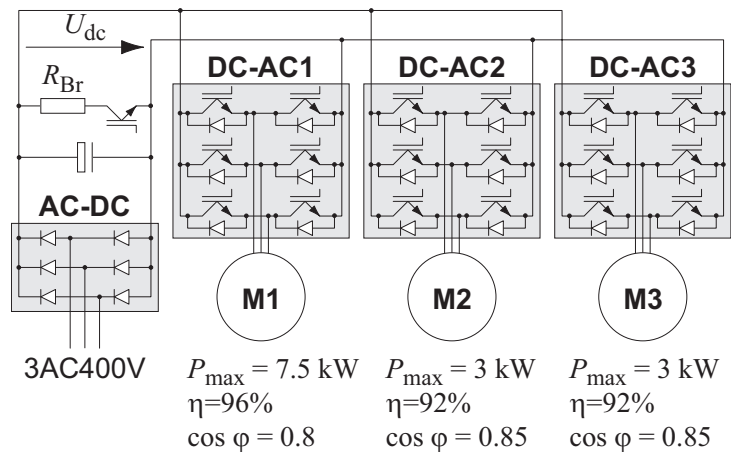 U_dc
DC-AC1 DC-AC2 DC-AC3
R_Br
AC-DC
M1 M2 M3
3AC400V
P_max = 7.5 kW P_max = 3 kW P_max = 3 kW
η=96% η=92% η=92%
cos φ = 0.8 cos φ = 0.85 cos φ = 0.85